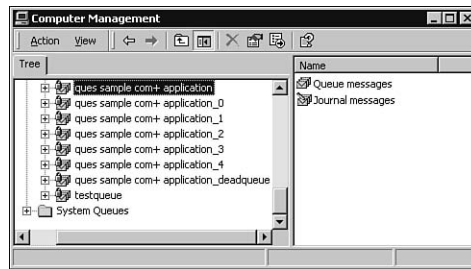 Computer Management
Action View
Tree
ques sample com+ application
ques sample com+ application_0
ques sample com+ application_1
ques sample com+ application_2
ques sample com+ application_3
ques sample com+ application_4
ques sample com+ application_deadqueue
testqueue
System Queues
Name
Queue messages
Journal messages